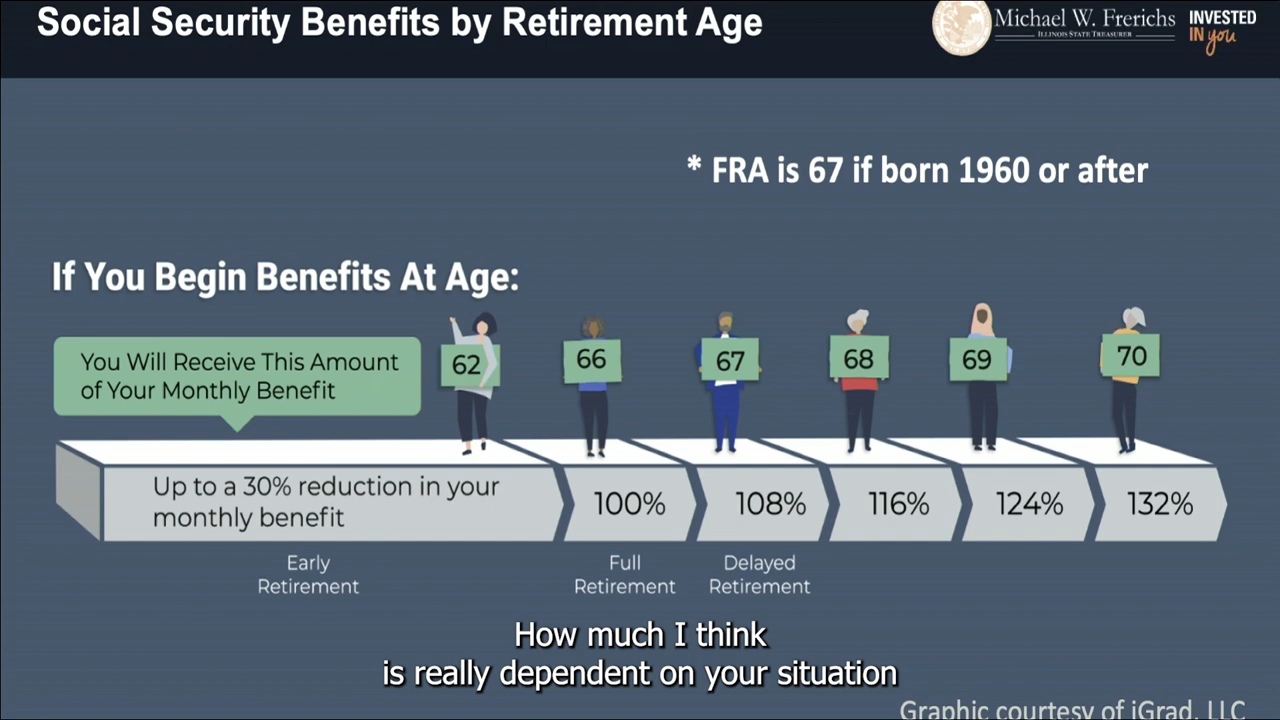 Social Security Benefits by Retirement Age
Michael W. Frerichs
ILLINOIS STATE TREASURER
INVESTED
IN you
* FRA is 67 if born 1960 or after
If You Begin Benefits At Age:
You Will Receive This Amount
of Your Monthly Benefit
62
66
67
68
69
70
Up to a 30% reduction in your
monthly benefit
100%
108%
116%
124%
132%
Early
Retirement
Full
Retirement
Delayed
Retirement
How much I think
is really dependent on your situation
Graphic courtesy of iGrad, LLC